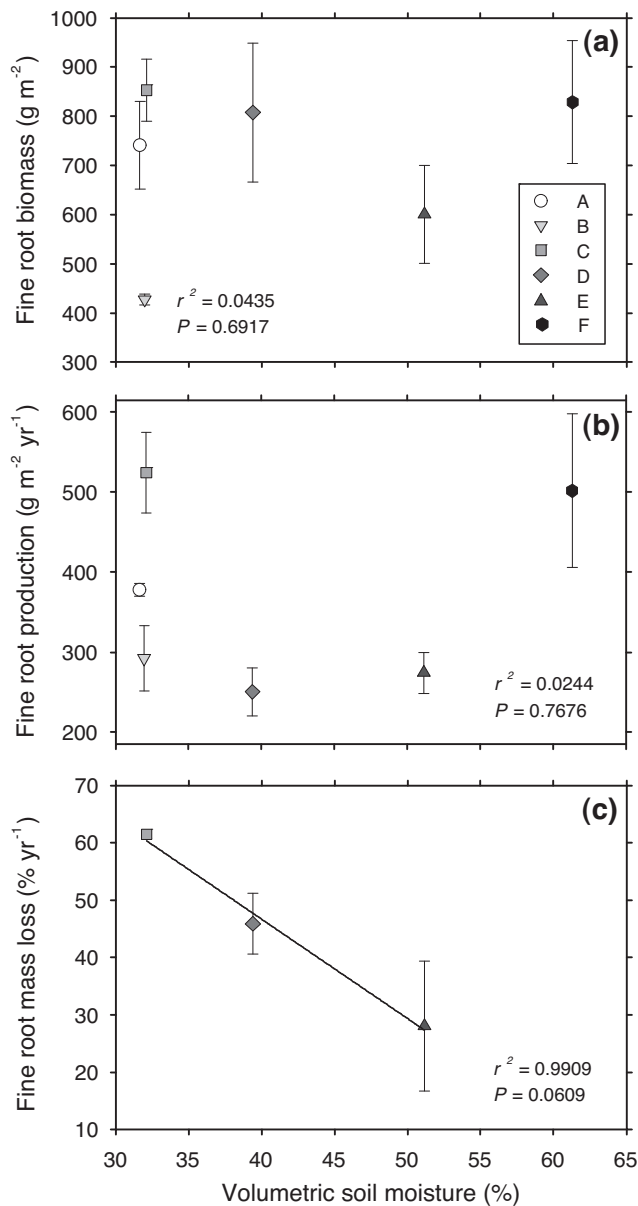 1000
900
800
700
600
500
400
300
Fine root biomass (g m⁻²)
(a)
A
B
C
D
E
F
r² = 0.0435
P = 0.6917
600
500
400
300
200
Fine root production (g m⁻² yr⁻¹)
(b)
r² = 0.0244
P = 0.7676
70
60
50
40
30
20
10
Fine root mass loss (% yr⁻¹)
(c)
r² = 0.9909
P = 0.0609
30 35 40 45 50 55 60 65
Volumetric soil moisture (%)